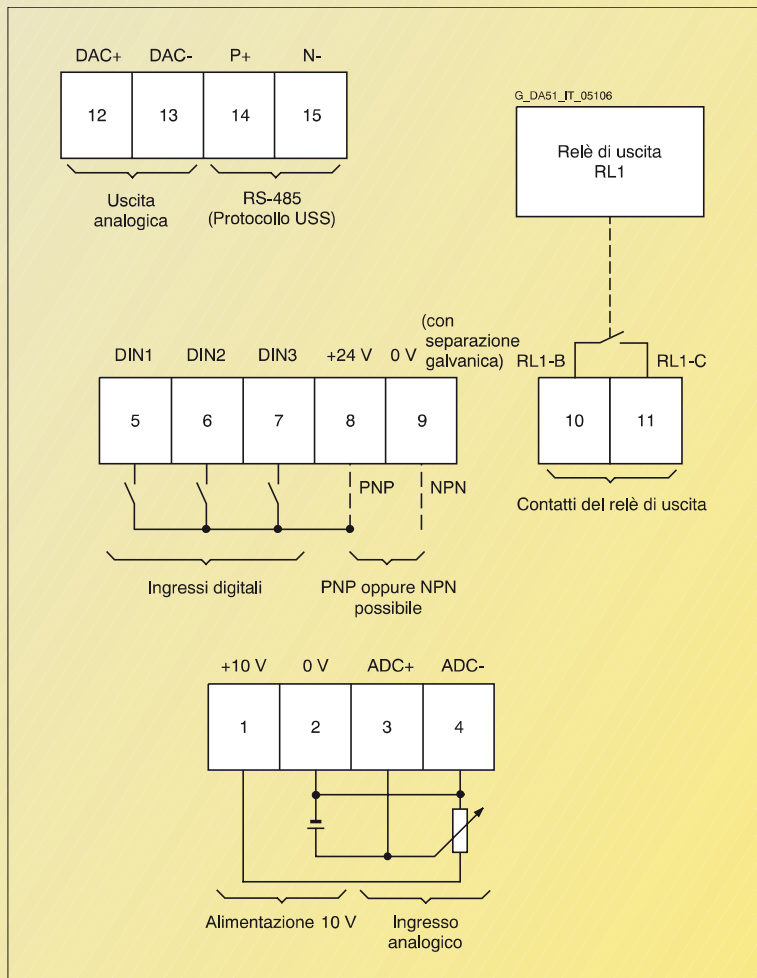 DAC+ DAC- P+ N-
12 13 14 15
Uscita
analogica
RS-485
(Protocollo USS)
G_DA51_IT_05106
Relè di uscita
RL1
DIN1 DIN2 DIN3 +24 V 0 V
(con
separazione
galvanica)
5 6 7 8 9
PNP NPN
Ingressi digitali
PNP oppure NPN
possibile
RL1-B RL1-C
10 11
Contatti del relè di uscita
+10 V 0 V ADC+ ADC-
1 2 3 4
Alimentazione 10 V
Ingresso
analogico